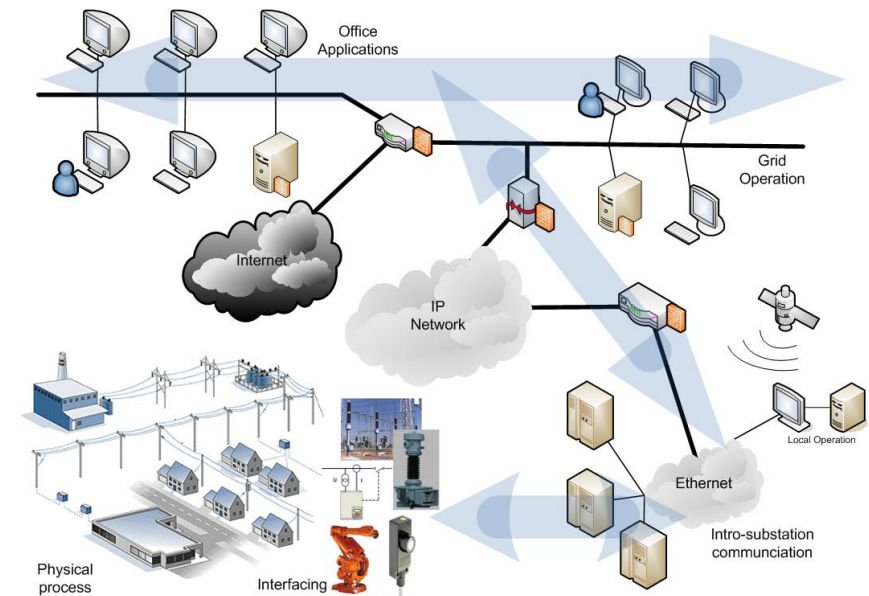 Office
Applications
Grid
Operation
Internet
IP
Network
Local Operation
Ethernet
Intro-substation
communciation
Physical
process
Interfacing
U
I